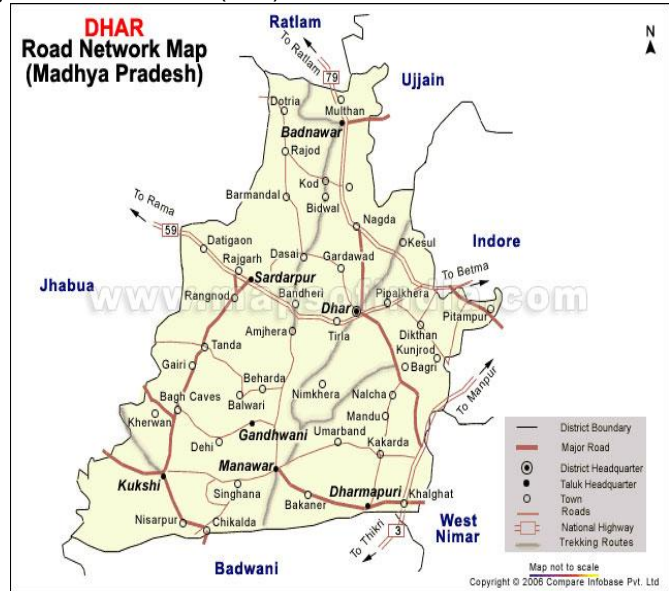 DHAR
Road Network Map
(Madhya Pradesh)
Ratlam
To Ratlam
79
Ujjain
N
Dotria
Multhan
Badnawar
Rajod
Kod
Barmandal
Bidwal
To Rama
59
Nagda
Datigaon
Kesul
Indore
Dasai
Gardawad
Rajgarh
To Betma
Jhabua
Sardarpur
Rangnod
Bandheri
Pipalkhera
www.mapsofindia.com
Dhar
Pitampur
Amjhera
Tirla
Dikthan
Tanda
Kunjrod
Gairi
Bagri
Beharda
To Manpur
Bagh Caves
Balwari
Nimkhera
Nalcha
Kherwan
Mandu
Gandhwani
Umarband
Dehi
Kakarda
Manawar
Kukshi
Singhana
Dharmapuri
Khalghat
Bakaner
Nisarpur
Chikalda
West
Nimar
To Thikri
3
Badwani
District Boundary
Major Road
District Headquarter
Taluk Headquarter
Town
Roads
National Highway
Trekking Routes
Map not to scale
Copyright © 2006 Compare Infobase Pvt. Ltd